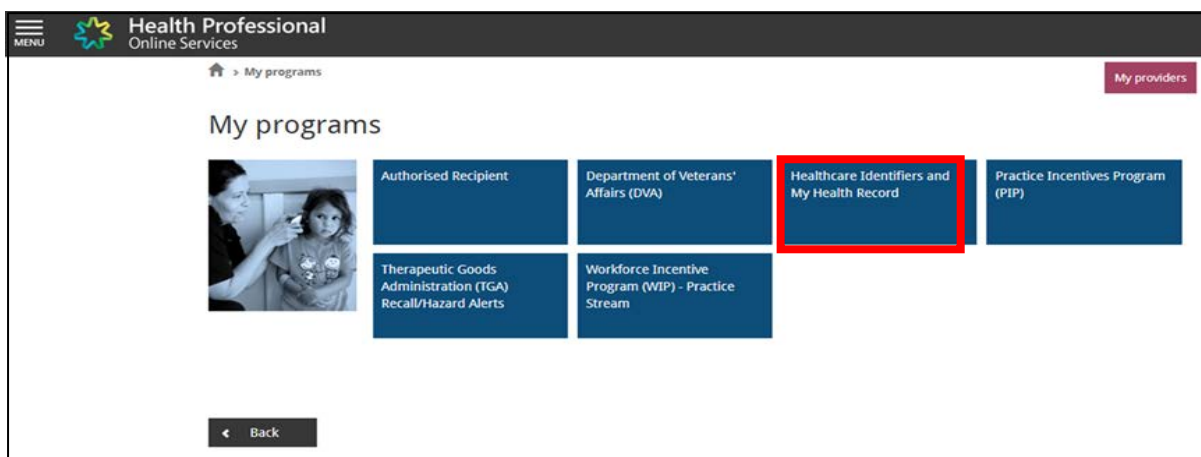 MENU
Health Professional
Online Services
> My programs
My providers
My programs
Authorised Recipient
Department of Veterans'
Affairs (DVA)
Healthcare Identifiers and
My Health Record
Practice Incentives Program
(PIP)
Therapeutic Goods
Administration (TGA)
Recall/Hazard Alerts
Workforce Incentive
Program (WIP) - Practice
Stream
Back